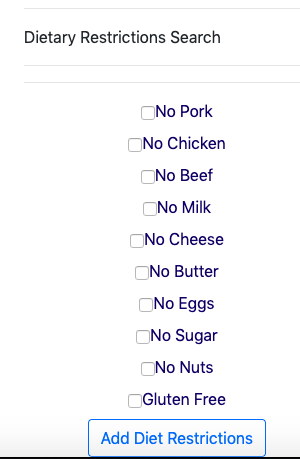 Dietary Restrictions Search
No Pork
No Chicken
No Beef
No Milk
No Cheese
No Butter
No Eggs
No Sugar
No Nuts
Gluten Free
Add Diet Restrictions